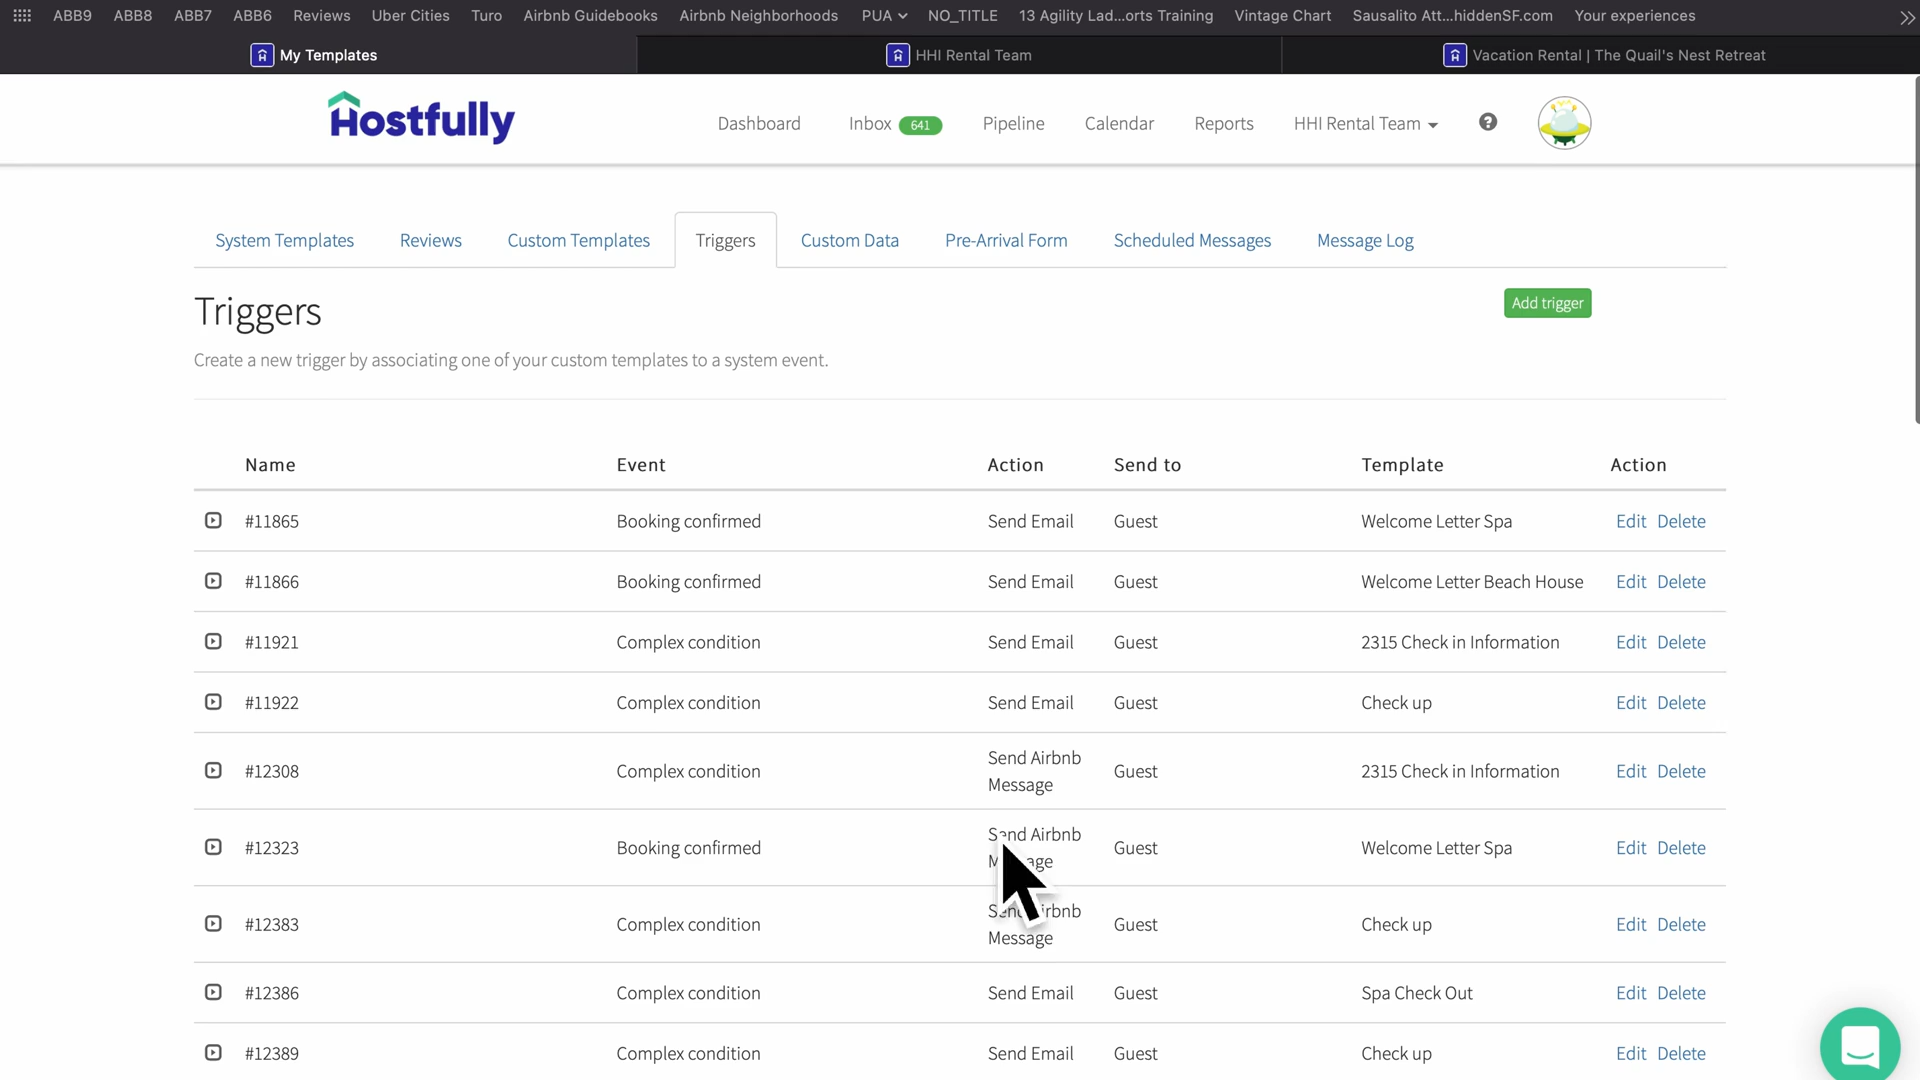 ABB9 ABB8 ABB7 ABB6 Reviews Uber Cities Turo Airbnb Guidebooks Airbnb Neighborhoods PUA NO_TITLE 13 Agility Lad...orts Training Vintage Chart Sausalito Att...hiddenSF.com Your experiences
My Templates HHI Rental Team Vacation Rental | The Quail's Nest Retreat
Hostfully Dashboard Inbox 641 Pipeline Calendar Reports HHI Rental Team
System Templates Reviews Custom Templates Triggers Custom Data Pre-Arrival Form Scheduled Messages Message Log
Triggers Add trigger
Create a new trigger by associating one of your custom templates to a system event.
Name Event Action Send to Template Action
#11865 Booking confirmed Send Email Guest Welcome Letter Spa Edit Delete
#11866 Booking confirmed Send Email Guest Welcome Letter Beach House Edit Delete
#11921 Complex condition Send Email Guest 2315 Check in Information Edit Delete
#11922 Complex condition Send Email Guest Check up Edit Delete
#12308 Complex condition Send Airbnb Message Guest 2315 Check in Information Edit Delete
#12323 Booking confirmed Send Airbnb Message Guest Welcome Letter Spa Edit Delete
#12383 Complex condition Send Airbnb Message Guest Check up Edit Delete
#12386 Complex condition Send Email Guest Spa Check Out Edit Delete
#12389 Complex condition Send Email Guest Check up Edit Delete